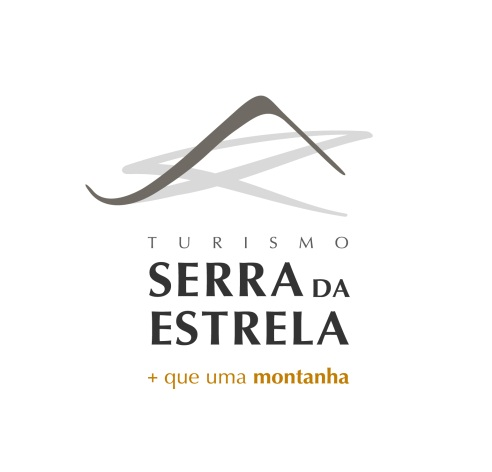 TURISMO
SERRA DA
ESTRELA
+ que uma montanha